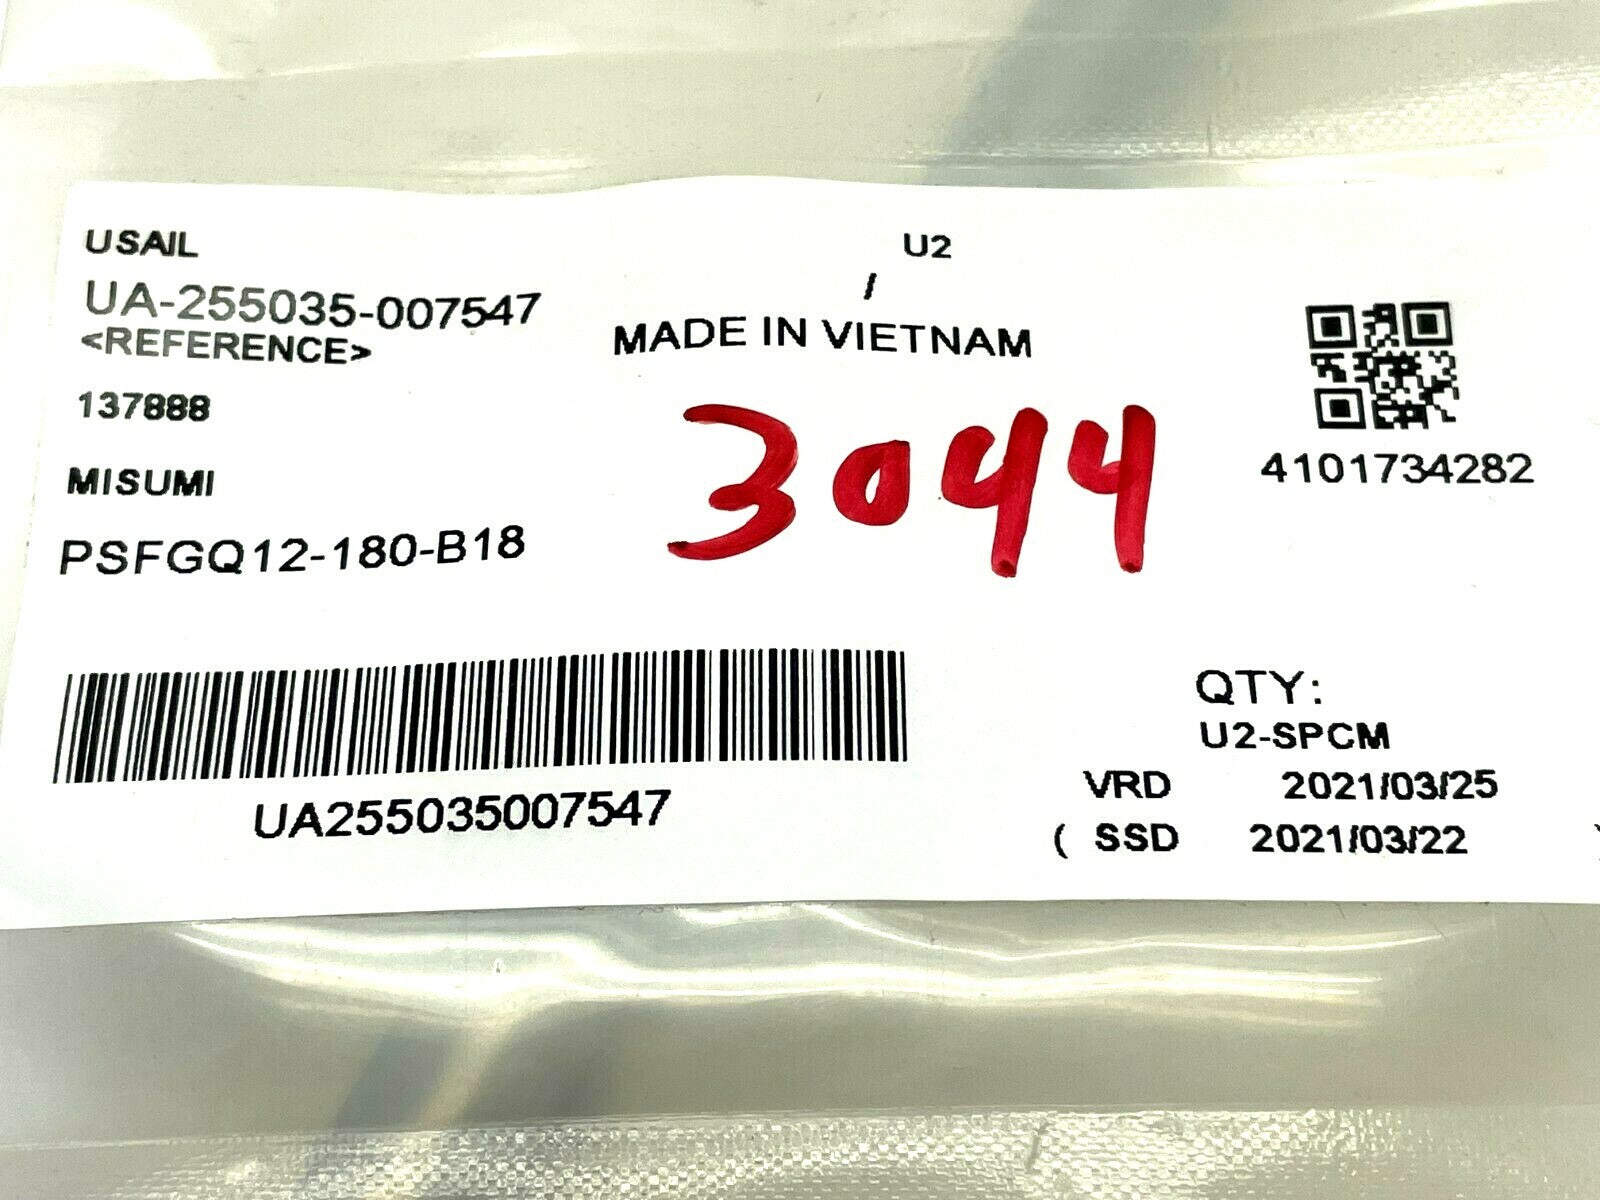 USAIL
U2
UA-255035-007547
/
<REFERENCE>
MADE IN VIETNAM
137888
3044
4101734282
MISUMI
PSFGQ12-180-B18
UA255035007547
QTY:
U2-SPCM
VRD 2021/03/25
( SSD 2021/03/22 )